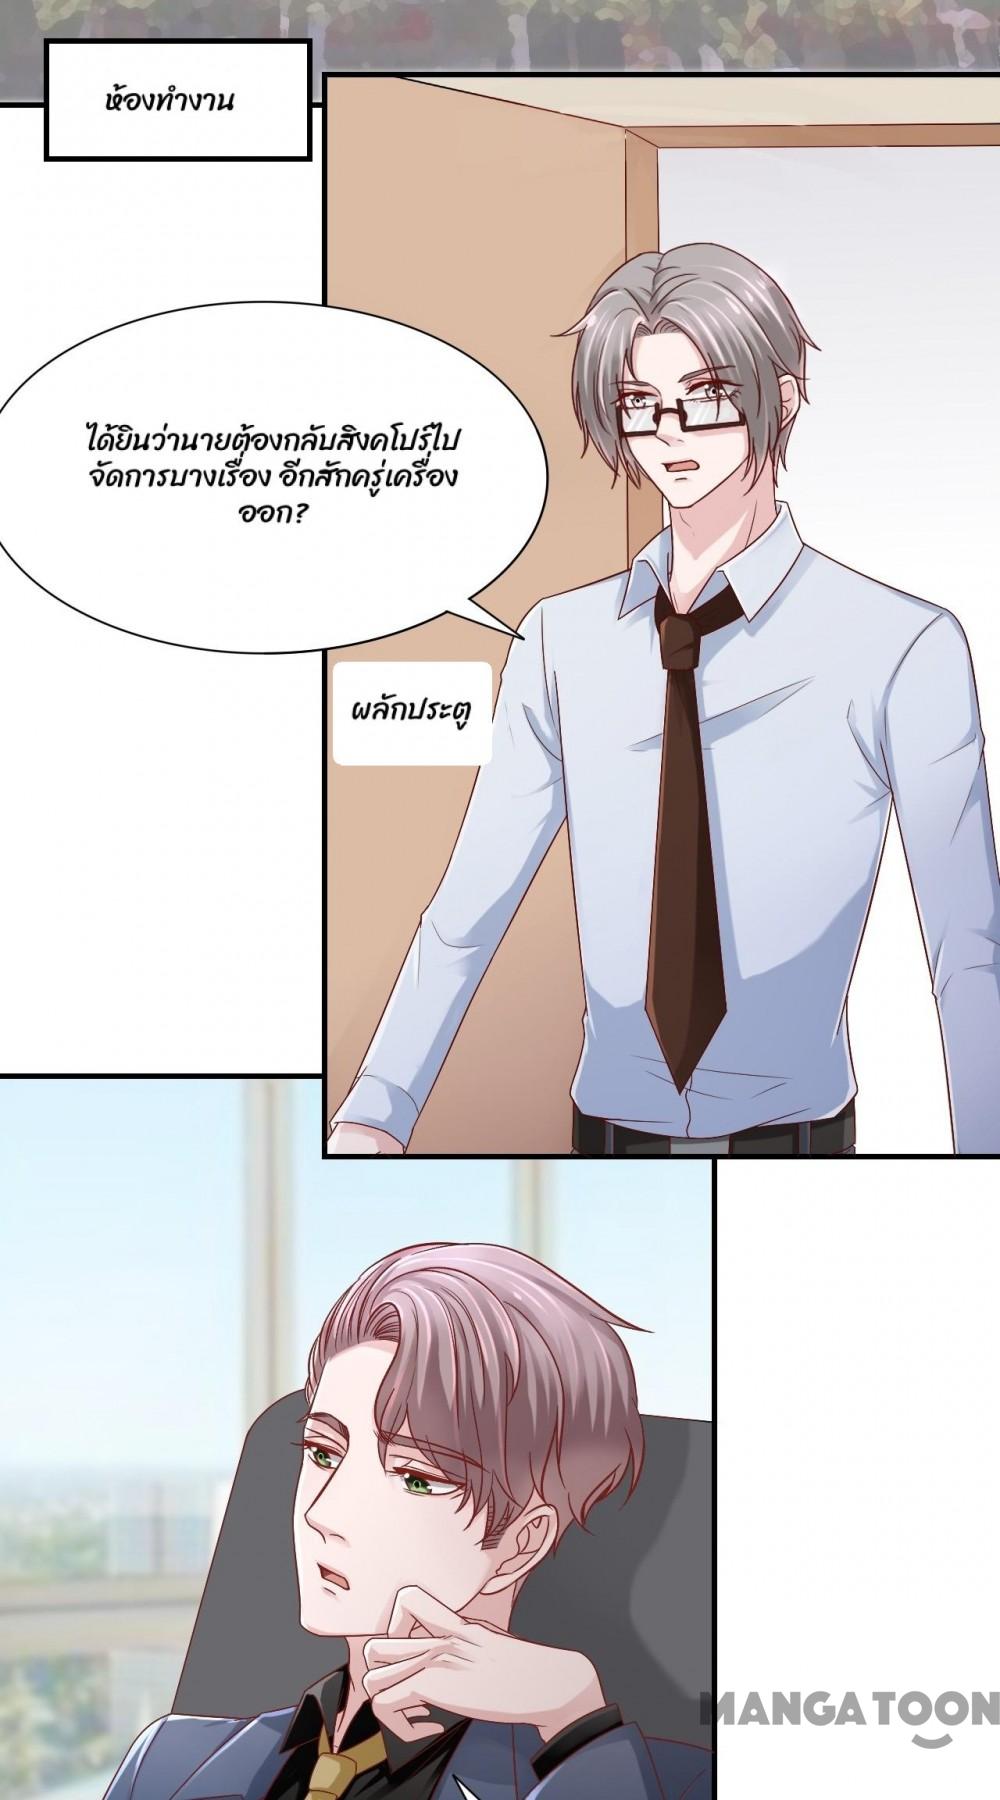 ห้องทำงาน
ได้ยินว่านายต้องกลับสิงคโปร์ไป
จัดการบางเรื่อง อีกสักครู่เครื่อง
ออก?
ผลักประตู
MANGATOON